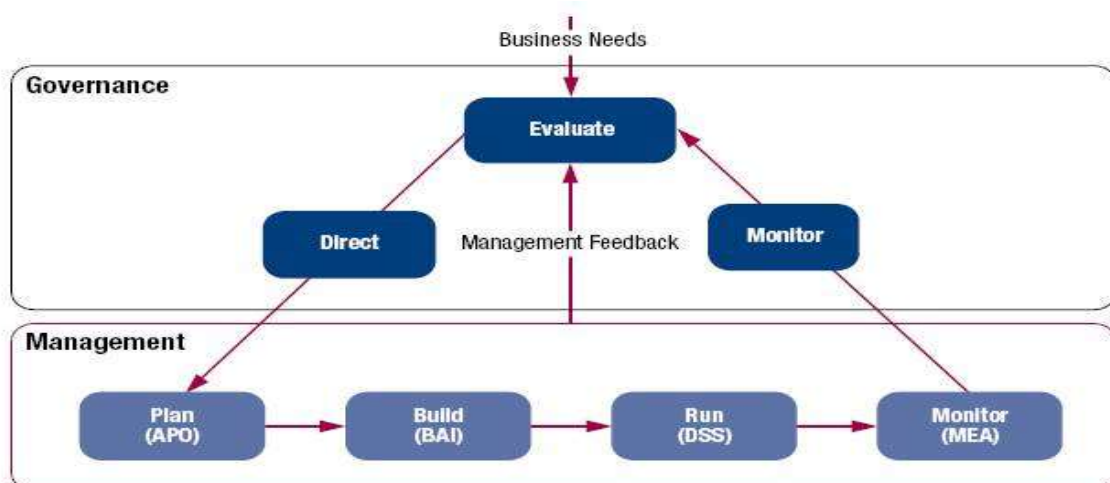 Business Needs
Governance
Evaluate
Direct
Management Feedback
Monitor
Management
Plan
(APO)
Build
(BAI)
Run
(DSS)
Monitor
(MEA)